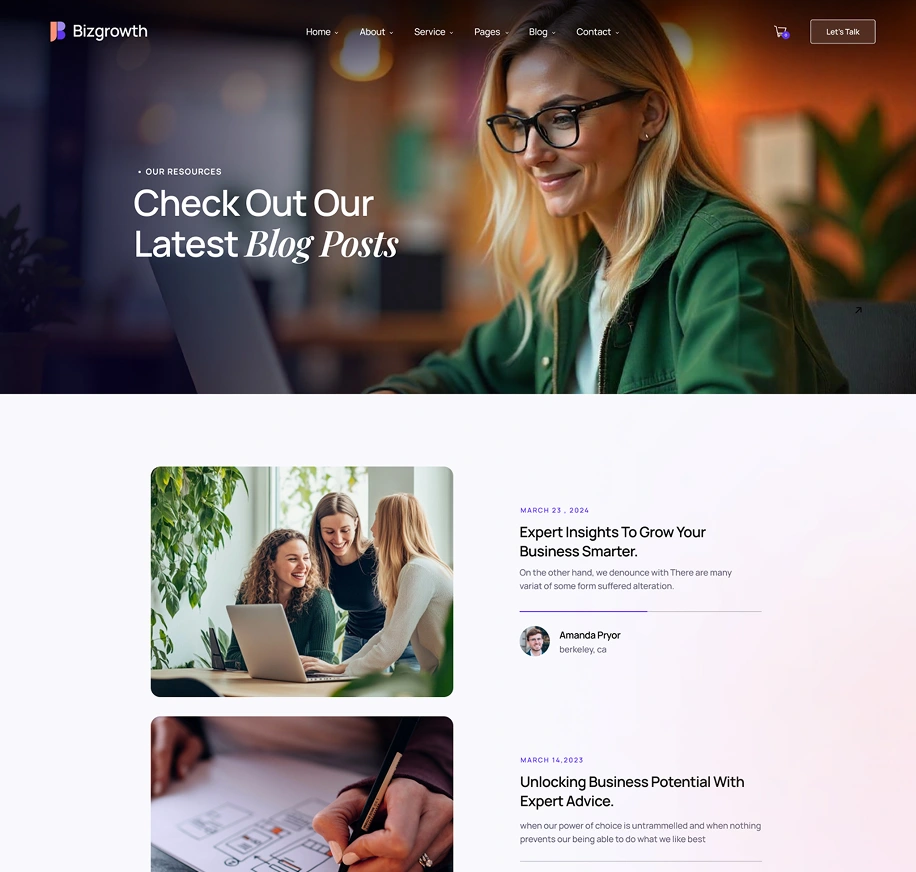 Bizgrowth
Home About Service Pages Blog Contact
Let's Talk
• OUR RESOURCES
Check Out Our
Latest Blog Posts
MARCH 23 , 2024
Expert Insights To Grow Your
Business Smarter.
On the other hand, we denounce with There are many
variat of some form suffered alteration.
Amanda Pryor
berkeley, ca
MARCH 14,2023
Unlocking Business Potential With
Expert Advice.
when our power of choice is untrammelled and when nothing
prevents our being able to do what we like best